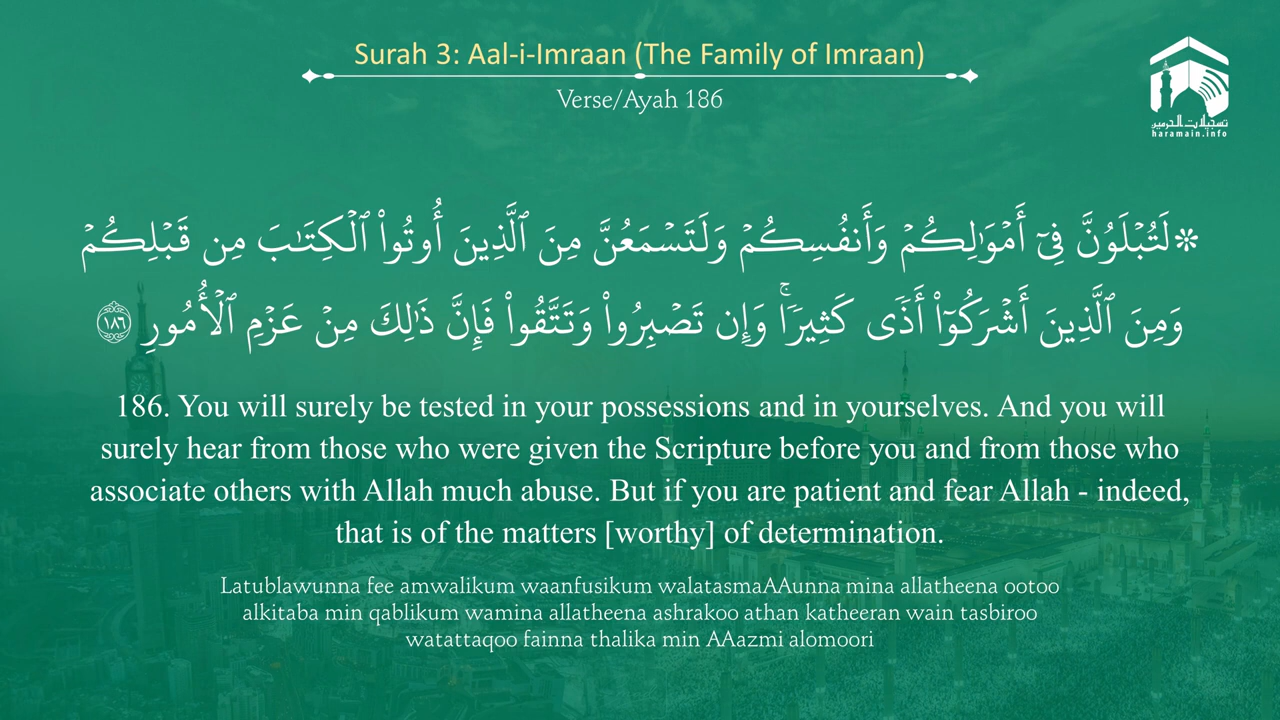 Surah 3: Aal-i-Imraan (The Family of Imraan)
Verse/Ayah 186
تسجيلات الحرمين
haramain.info
۞ لَتُبْلَوُنَّ فِىٓ أَمْوَٰلِكُمْ وَأَنفُسِكُمْ وَلَتَسْمَعُنَّ مِنَ ٱلَّذِينَ أُوتُوا۟ ٱلْكِتَـٰبَ مِن قَبْلِكُمْ
وَمِنَ ٱلَّذِينَ أَشْرَكُوٓا۟ أَذًى كَثِيرًا ۚ وَإِن تَصْبِرُوا۟ وَتَتَّقُوا۟ فَإِنَّ ذَٰلِكَ مِنْ عَزْمِ ٱلْأُمُورِ ١٨٦
186. You will surely be tested in your possessions and in yourselves. And you will
surely hear from those who were given the Scripture before you and from those who
associate others with Allah much abuse. But if you are patient and fear Allah - indeed,
that is of the matters [worthy] of determination.
Latublawunna fee amwalikum waanfusikum walatasmaAAunna mina allatheena ootoo
alkitaba min qablikum wamina allatheena ashrakoo athan katheeran wain tasbiroo
watattaqoo fainna thalika min AAazmi alomoori